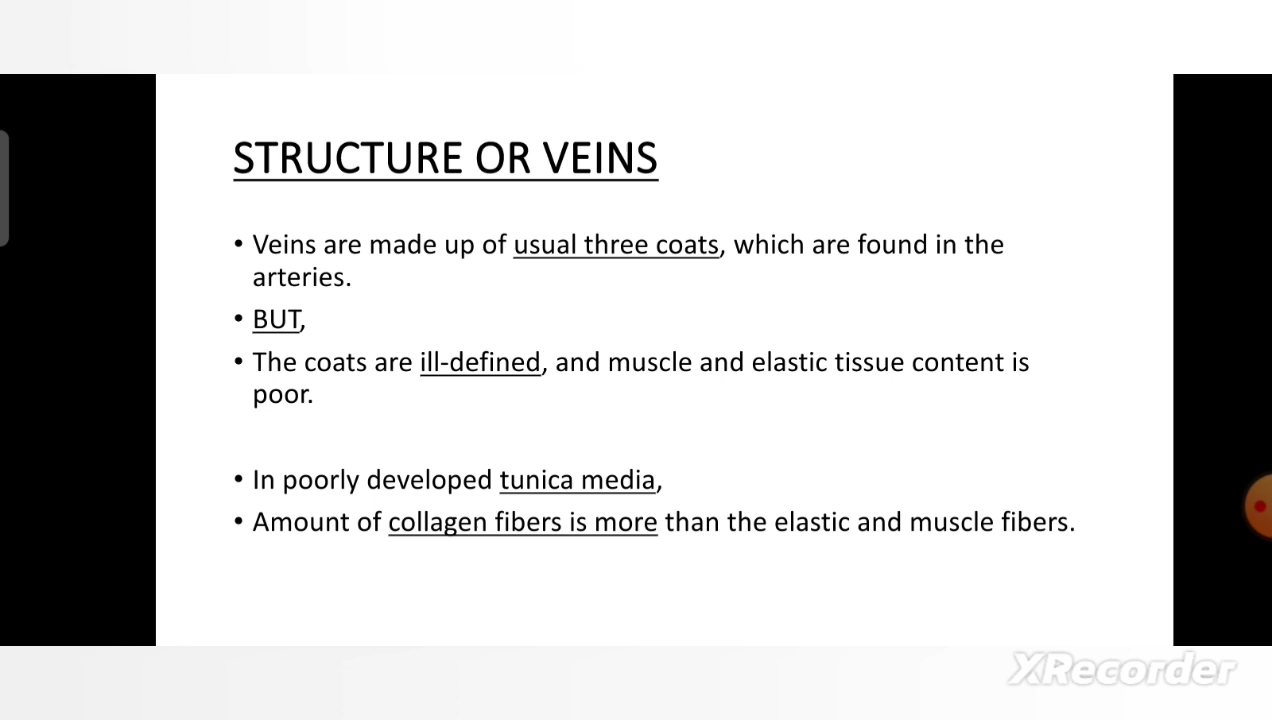 STRUCTURE OR VEINS
• Veins are made up of usual three coats, which are found in the
arteries.
• BUT,
• The coats are ill-defined, and muscle and elastic tissue content is
poor.
• In poorly developed tunica media,
• Amount of collagen fibers is more than the elastic and muscle fibers.
XRecorder